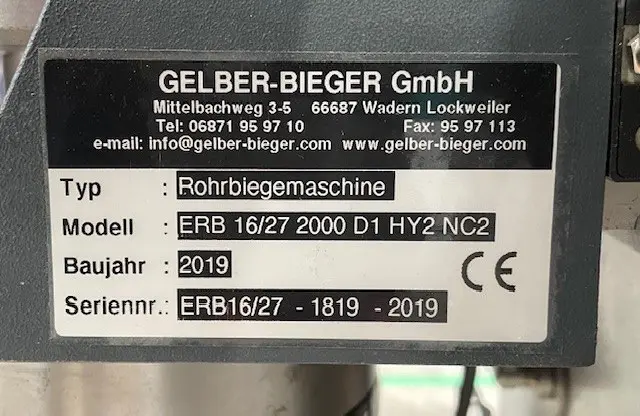 GELBER-BIEGER GmbH
Mittelbachweg 3-5 66687 Wadern Lockweiler
Tel: 06871 95 97 10 Fax: 95 97 113
e-mail: info@gelber-bieger.com www.gelber-bieger.com
Typ : Rohrbiegemaschine
Modell : ERB 16/27 2000 D1 HY2 NC2
Baujahr : 2019
CE
Seriennr.: ERB16/27 - 1819 - 2019